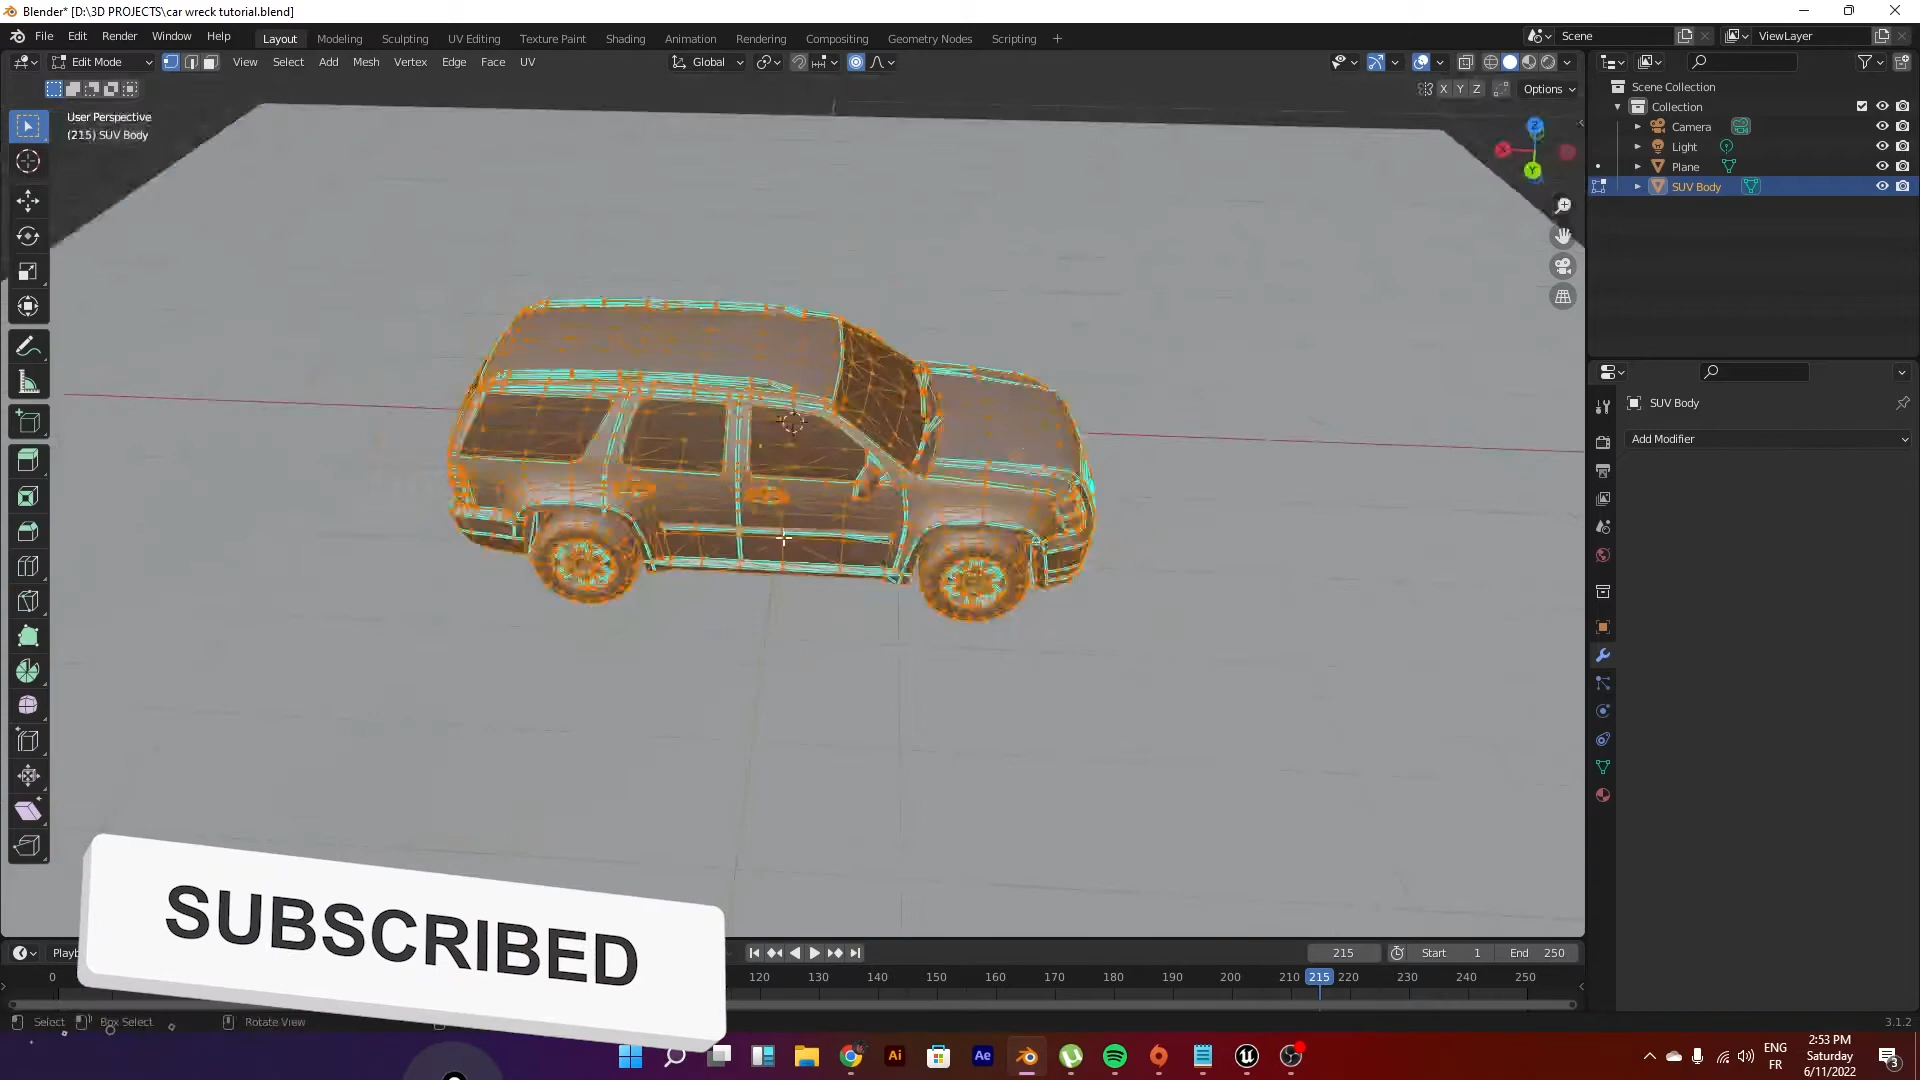 Blender* [D:\3D PROJECTS\car wreck tutorial.blend]
File Edit Render Window Help Layout Modeling Sculpting UV Editing Texture Paint Shading Animation Rendering Compositing Geometry Nodes Scripting + Scene ViewLayer
Edit Mode View Select Add Mesh Vertex Edge Face UV Global
X Y Z Options
User Perspective
(215) SUV Body
Z
X
Y
Scene Collection
Collection
Camera
Light
Plane
SUV Body
SUV Body
Add Modifier
SUBSCRIBED
Playb
215 Start 1 End 250
0 120 130 140 150 160 170 180 190 200 215 220 230 240 250
Select Box Select Rotate View 3.1.2
Ai Ae
ENG
FR
2:53 PM
Saturday
6/11/2022
3